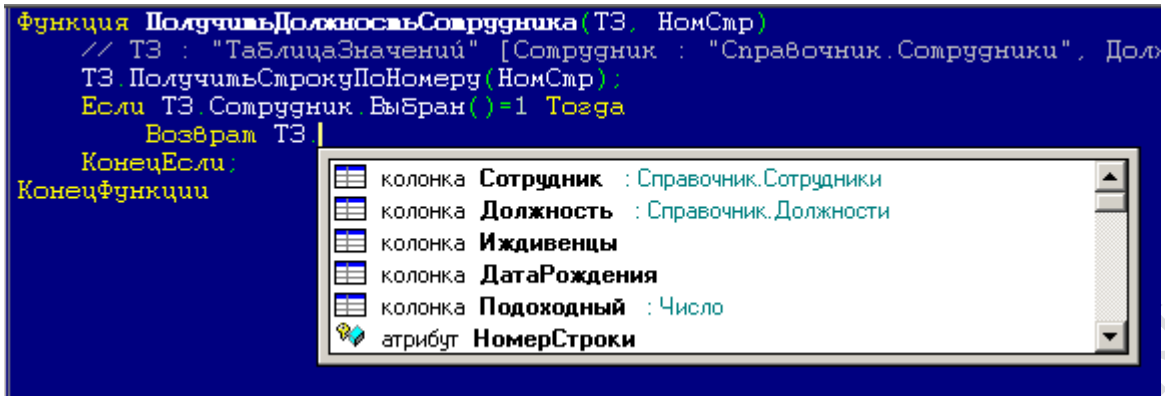 Функция ПолучитьДолжностьСотрудника(ТЗ, НомСтр)
// ТЗ : "ТаблицаЗначений" [Сотрудник : "Справочник.Сотрудники", Долж
ТЗ.ПолучитьСтрокуПоНомеру(НомСтр);
Если ТЗ.Сотрудник.Выбран()=1 Тогда
Возврат ТЗ.
КонецЕсли;
КонецФункции
колонка Сотрудник : Справочник.Сотрудники
колонка Должность : Справочник.Должности
колонка Иждивенцы
колонка ДатаРождения
колонка Подоходный : Число
атрибут НомерСтроки